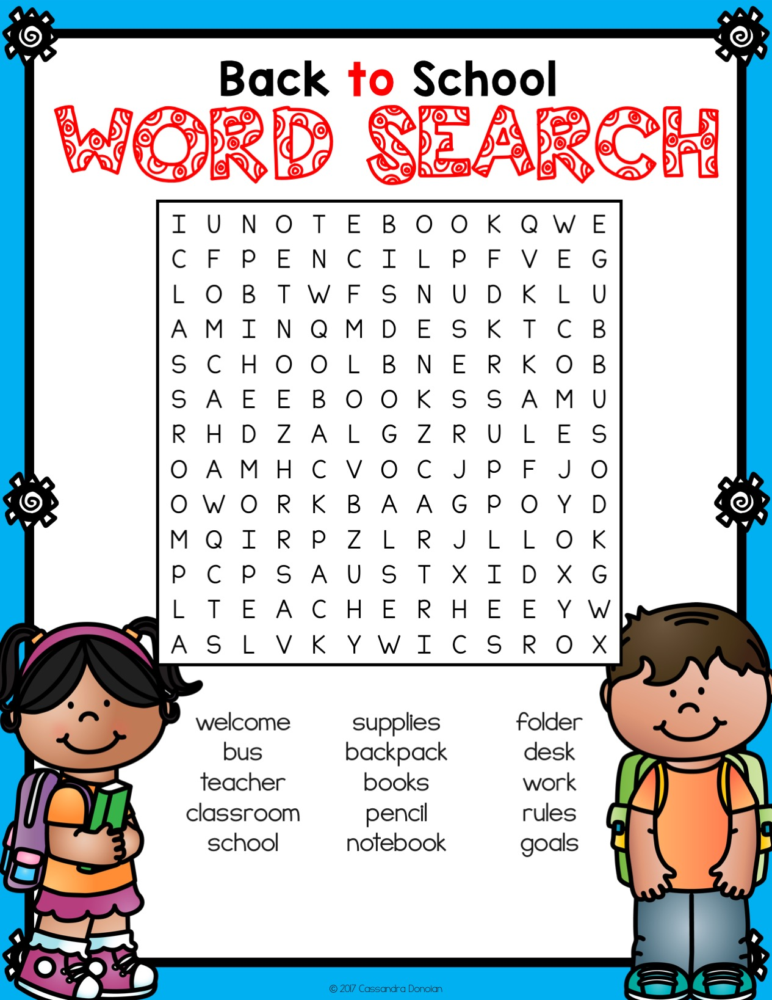 Back to School
WORD SEARCH
I U N O T E B O O K Q W E
C F P E N C I L P F V E G
L O B T W F S N U D K L U
A M I N Q M D E S K T C B
S C H O O L B N E R K O B
S A E E B O O K S S A M U
R H D Z A L G Z R U L E S
O A M H C V O C J P F J O
O W O R K B A A G P O Y D
M Q I R P Z L R J L L O K
P C P S A U S T X I D X G
L T E A C H E R H E E Y W
A S L V K Y W I C S R O X
welcome supplies folder
bus backpack desk
teacher books work
classroom pencil rules
school notebook goals
© 2017 Cassandra Donoian